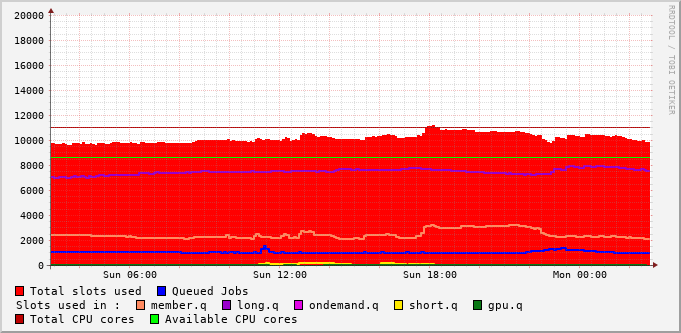 20000
18000
16000
14000
12000
10000
8000
6000
4000
2000
0
Sun 06:00 Sun 12:00 Sun 18:00 Mon 00:00
RRDTOOL / TOBI OETIKER
Total slots used Queued Jobs
Slots used in : member.q long.q ondemand.q short.q gpu.q
Total CPU cores Available CPU cores